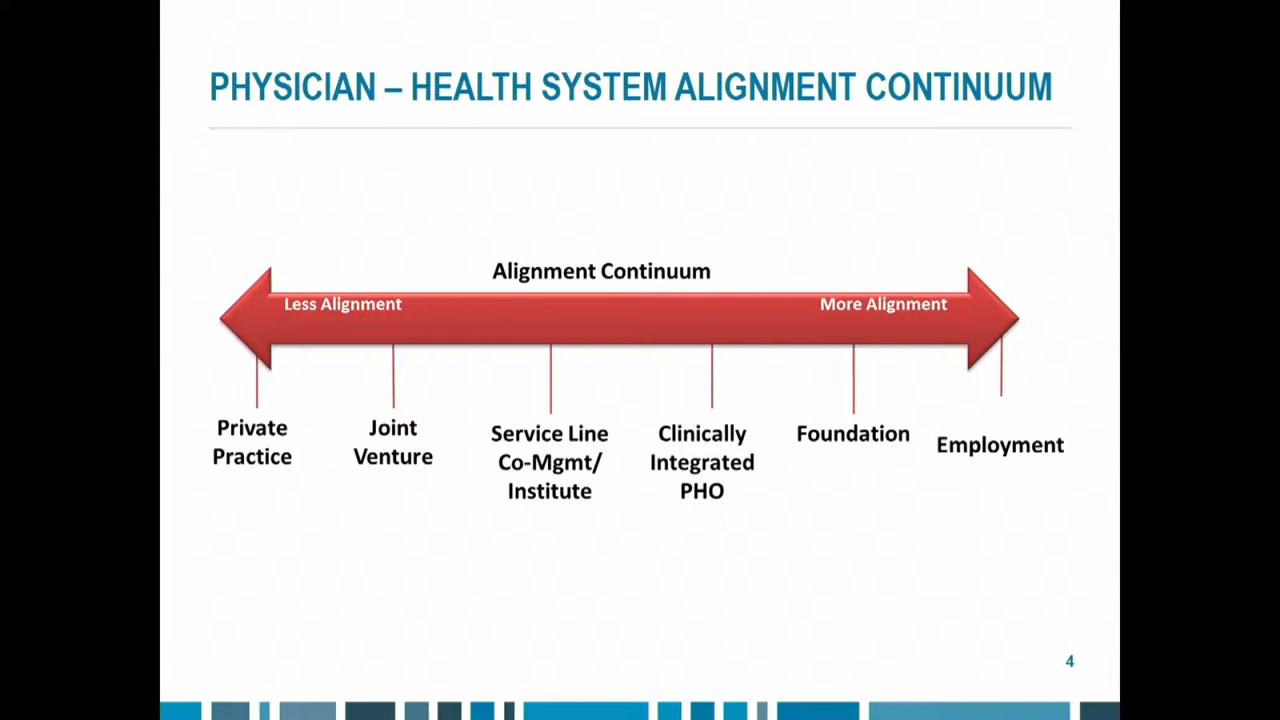 PHYSICIAN – HEALTH SYSTEM ALIGNMENT CONTINUUM
Alignment Continuum
Less Alignment
More Alignment
Private
Practice
Joint
Venture
Service Line
Co-Mgmt/
Institute
Clinically
Integrated
PHO
Foundation
Employment
4